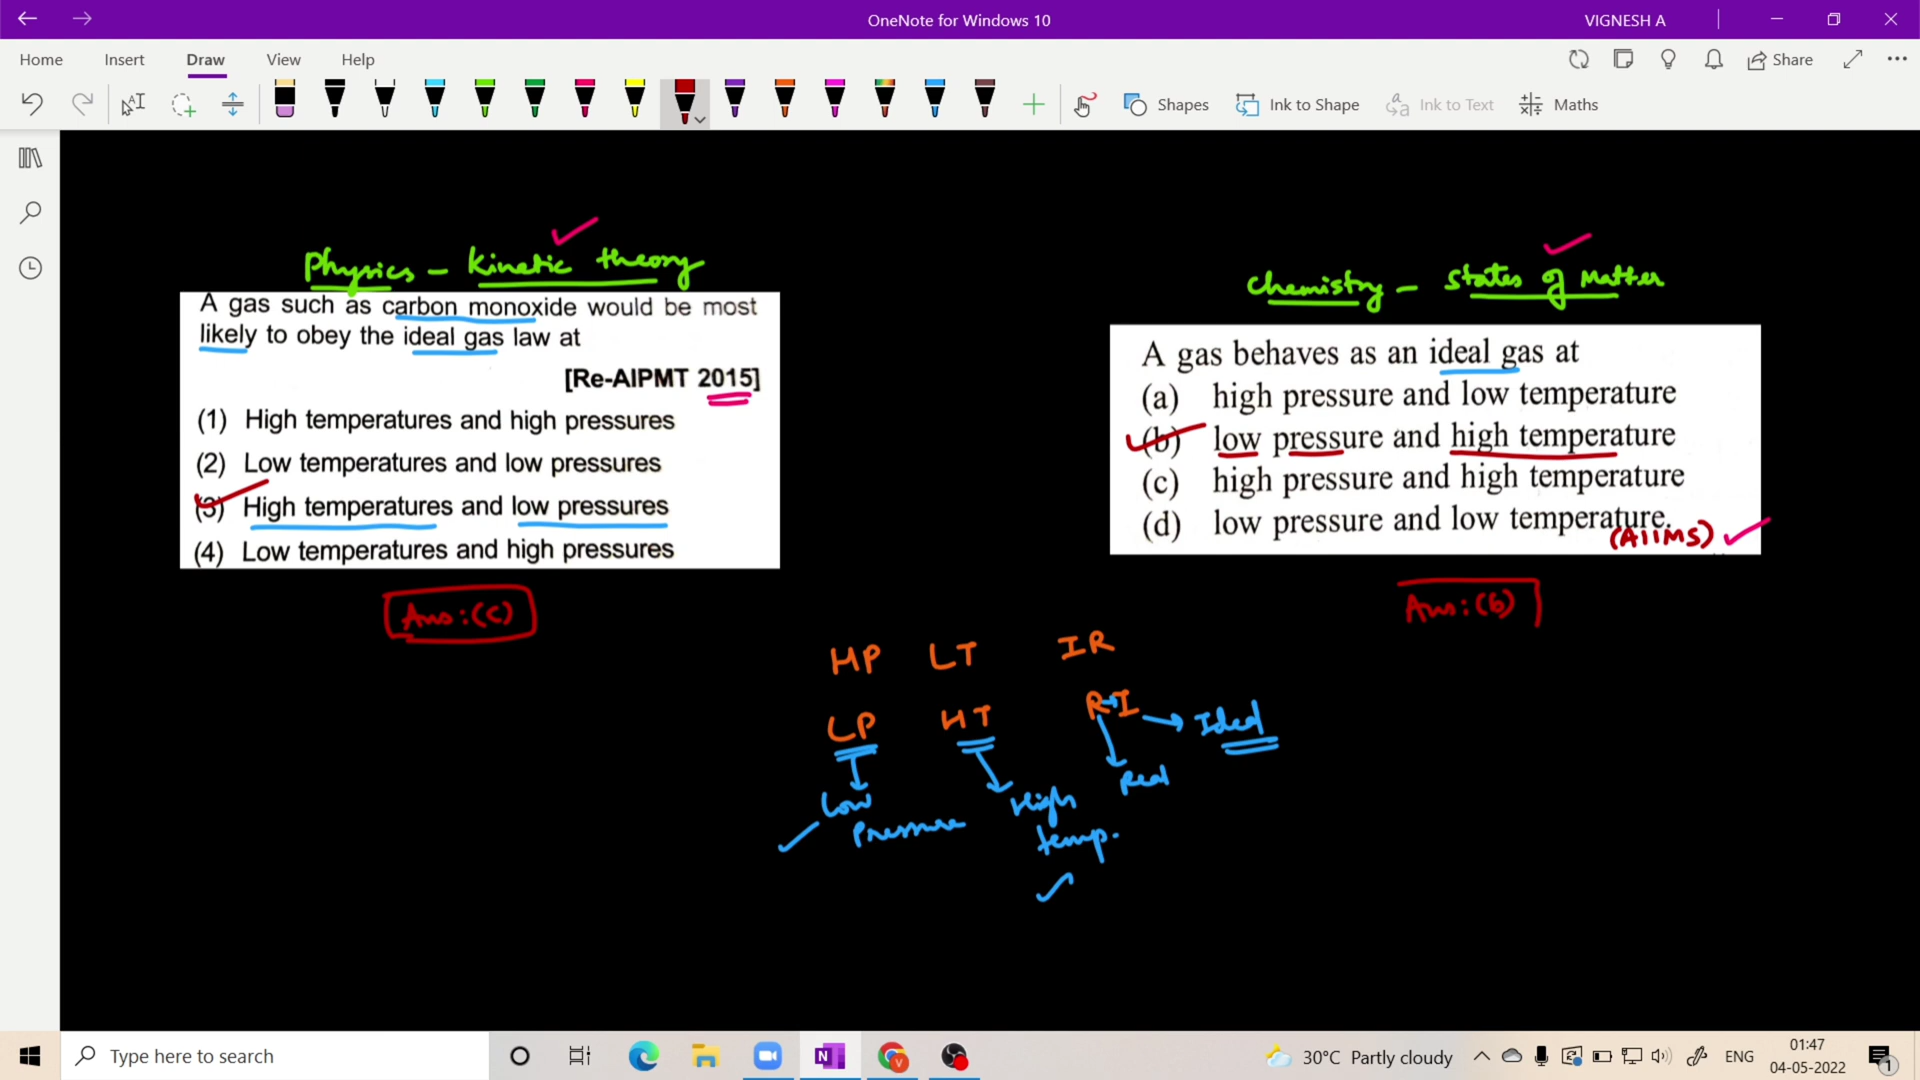 OneNote for Windows 10
VIGNESH A
Home Insert Draw View Help
Share
Shapes Ink to Shape Ink to Text Maths
Physics - Kinetic theory
A gas such as carbon monoxide would be most
likely to obey the ideal gas law at
[Re-AIPMT 2015]
(1) High temperatures and high pressures
(2) Low temperatures and low pressures
(3) High temperatures and low pressures
(4) Low temperatures and high pressures
Ans:(c)
Chemistry - States of Matter
A gas behaves as an ideal gas at
(a) high pressure and low temperature
(b) low pressure and high temperature
(c) high pressure and high temperature
(d) low pressure and low temperature.
(AIIMS)
Ans:(b)
HP LT IR
LP HT R→I → Ideal
Real
Low
Pressure
High
temp.
Type here to search
30°C Partly cloudy
ENG
01:47
04-05-2022
1